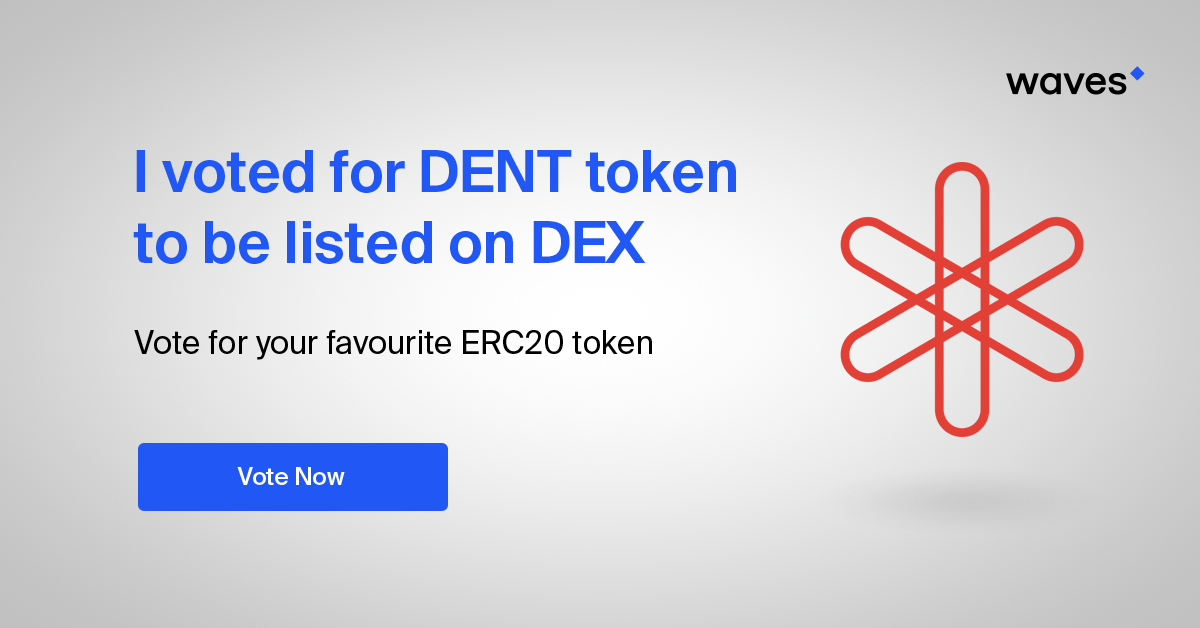 waves
I voted for DENT token
to be listed on DEX
Vote for your favourite ERC20 token
Vote Now